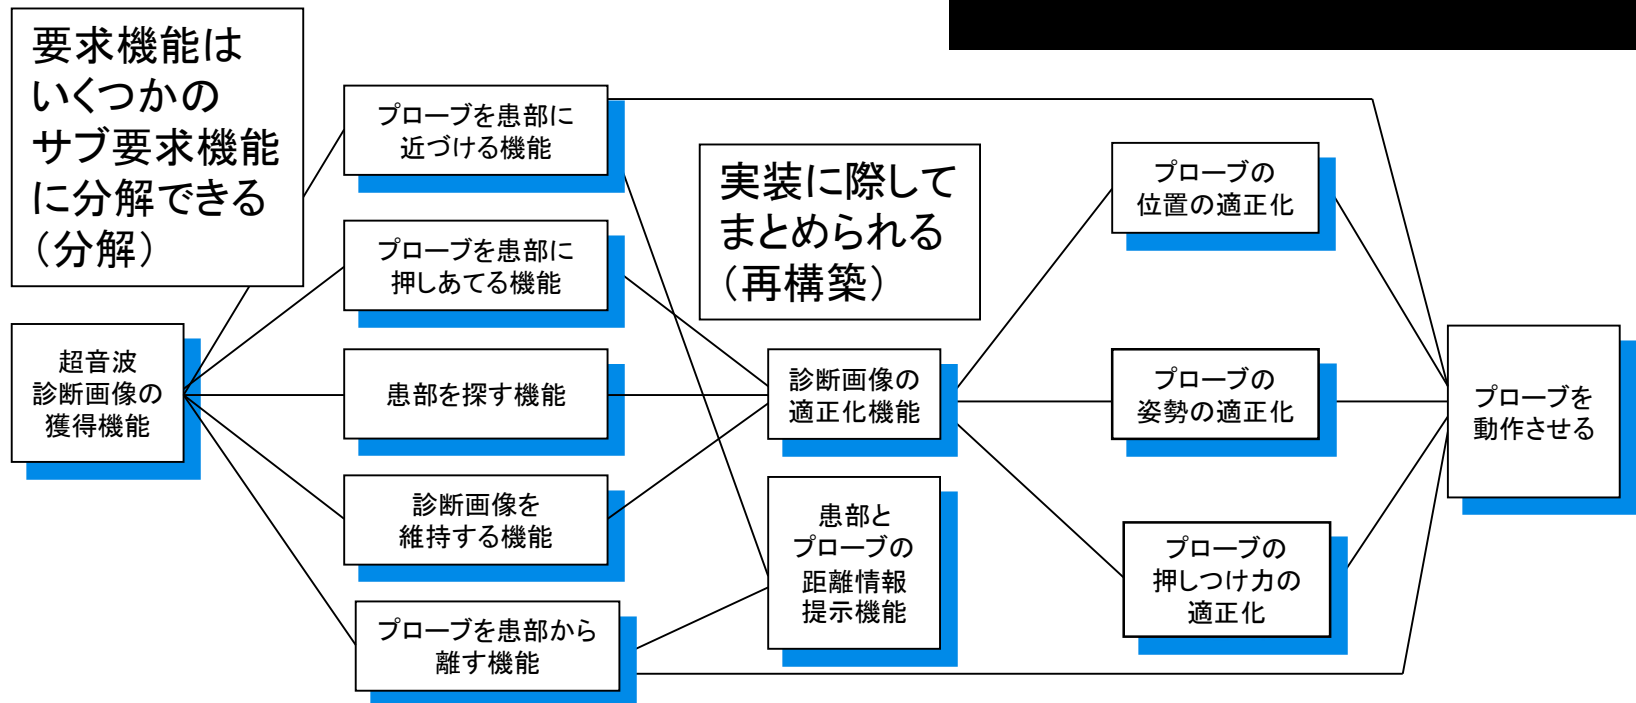 要求機能は
いくつかの
サブ要求機能
に分解できる
（分解）
超音波
診断画像の
獲得機能
プローブを患部に
近づける機能
プローブを患部に
押しあてる機能
患部を探す機能
診断画像を
維持する機能
プローブを患部から
離す機能
実装に際して
まとめられる
（再構築）
診断画像の
適正化機能
患部と
プローブの
距離情報
提示機能
プローブの
位置の適正化
プローブの
姿勢の適正化
プローブの
押しつけ力の
適正化
プローブを
動作させる